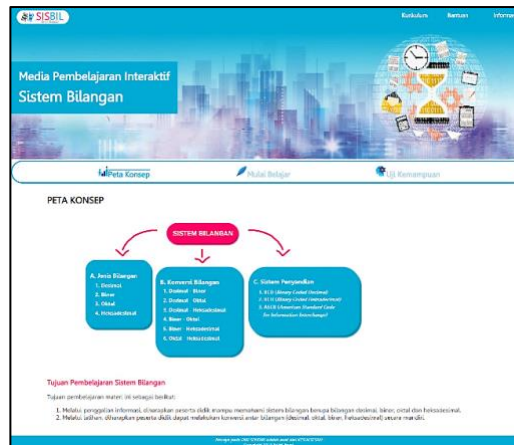 SISBIL
Kurikulum Bantuan Informasi
Media Pembelajaran Interaktif
Sistem Bilangan
Peta Konsep Mulai Belajar Uji Kemampuan
PETA KONSEP
SISTEM BILANGAN
A. Jenis Bilangan
1. Desimal
2. Biner
3. Oktal
4. Heksadesimal
B. Konversi Bilangan
1. Desimal - Biner
2. Desimal - Oktal
3. Desimal - Heksadesimal
4. Biner - Oktal
5. Biner - Heksadesimal
6. Oktal - Heksadesimal
C. Sistem Penyandian
1. BCD (Binary Coded Decimal)
3. ASCII (American Standard Code
for Information Interchange)
Tujuan Pembelajaran Sistem Bilangan
Tujuan pembelajaran materi ini sebagai berikut:
1. Melalui penggalian informasi, diharapkan peserta didik mampu memahami sistem bilangan berupa bilangan desimal, biner, oktal dan heksadesimal.
2. Melalui latihan, diharapkan peserta didik dapat melakukan konversi antar bilangan (desimal, oktal, biner, heksadesimal) secara mandiri.